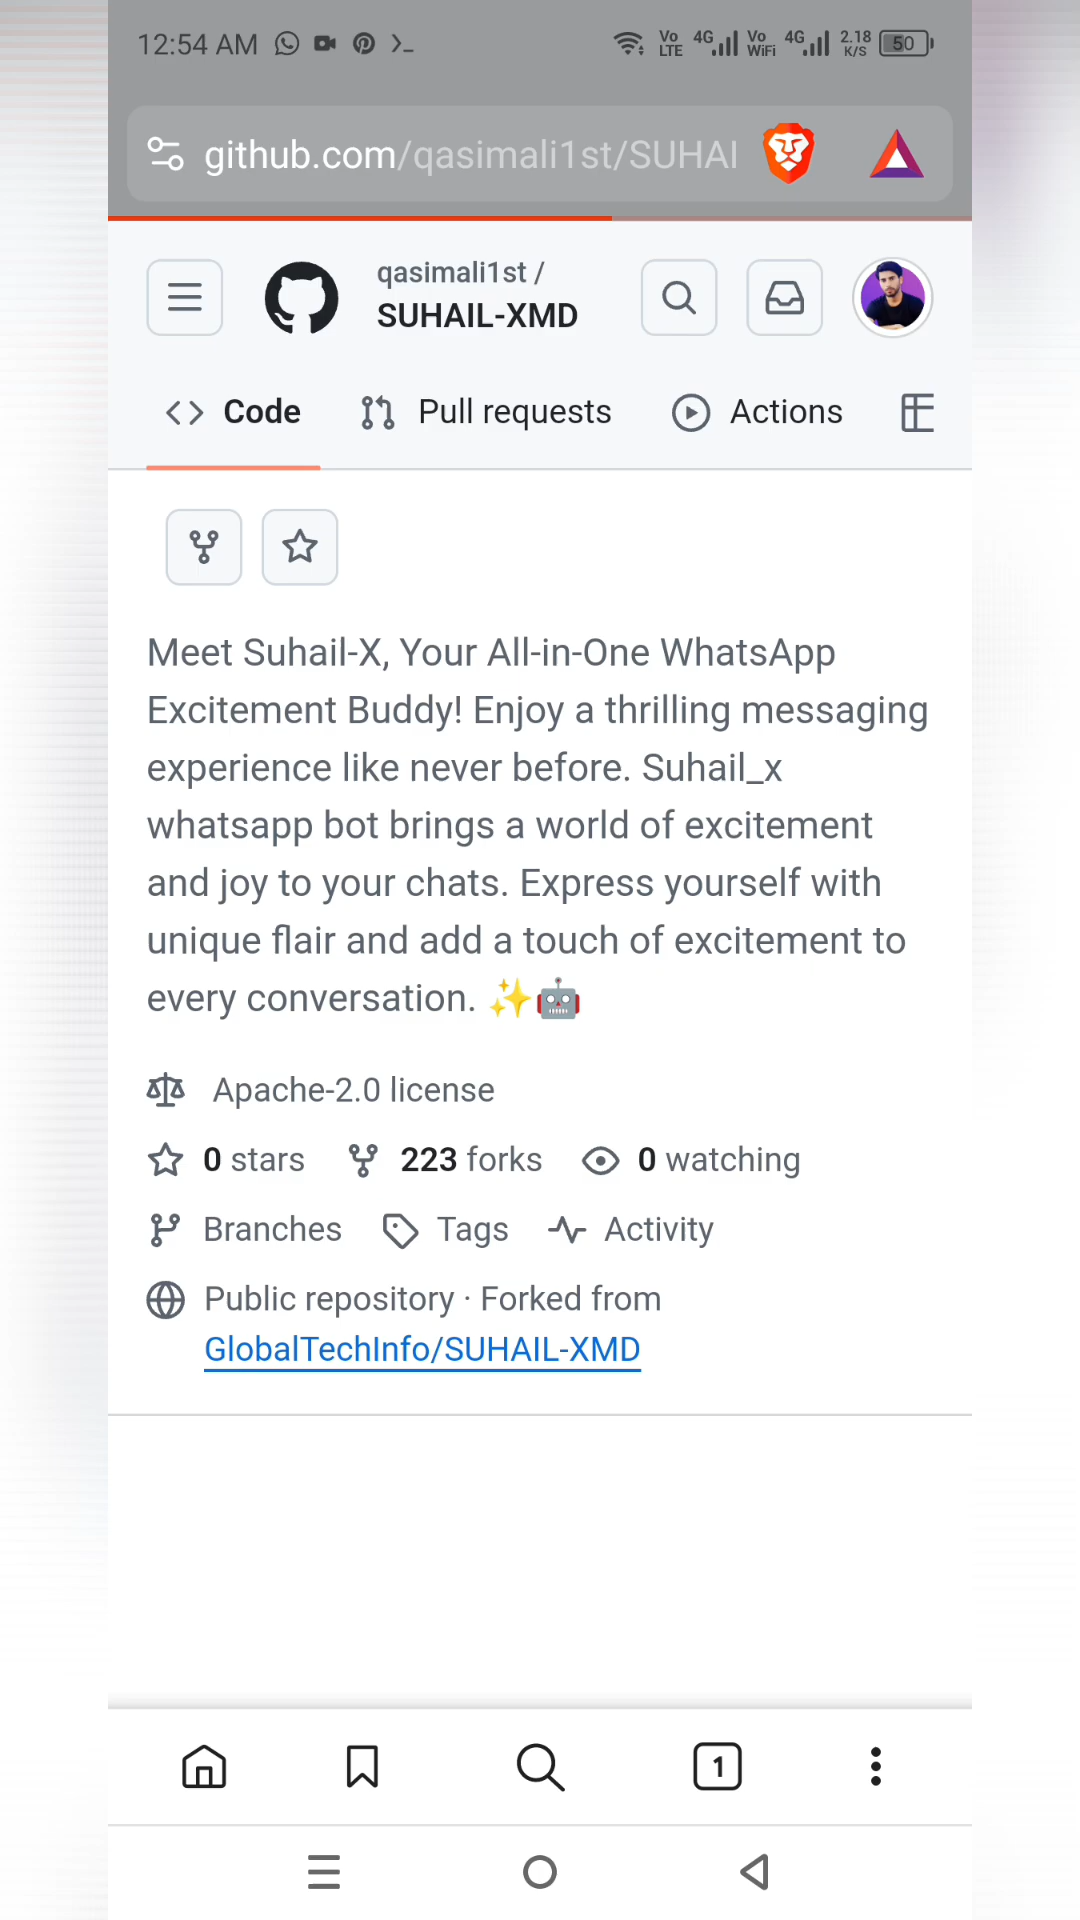 12:54 AM
Vo LTE 4G Vo WiFi 4G 2.18 K/S 50
github.com/qasimali1st/SUHAI
qasimali1st /
SUHAIL-XMD
Code Pull requests Actions
Meet Suhail-X, Your All-in-One WhatsApp
Excitement Buddy! Enjoy a thrilling messaging
experience like never before. Suhail_x
whatsapp bot brings a world of excitement
and joy to your chats. Express yourself with
unique flair and add a touch of excitement to
every conversation. ✨🤖
Apache-2.0 license
0 stars 223 forks 0 watching
Branches Tags Activity
Public repository · Forked from
GlobalTechInfo/SUHAIL-XMD
1